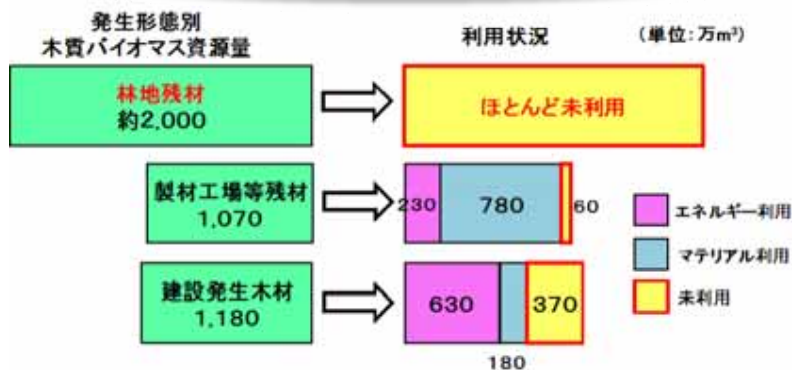 発生形態別
木質バイオマス資源量
利用状況
(単位:万m³)
林地残材
約2,000
ほとんど未利用
製材工場等残材
1,070
230
780
60
エネルギー利用
マテリアル利用
未利用
建設発生木材
1,180
630
370
180